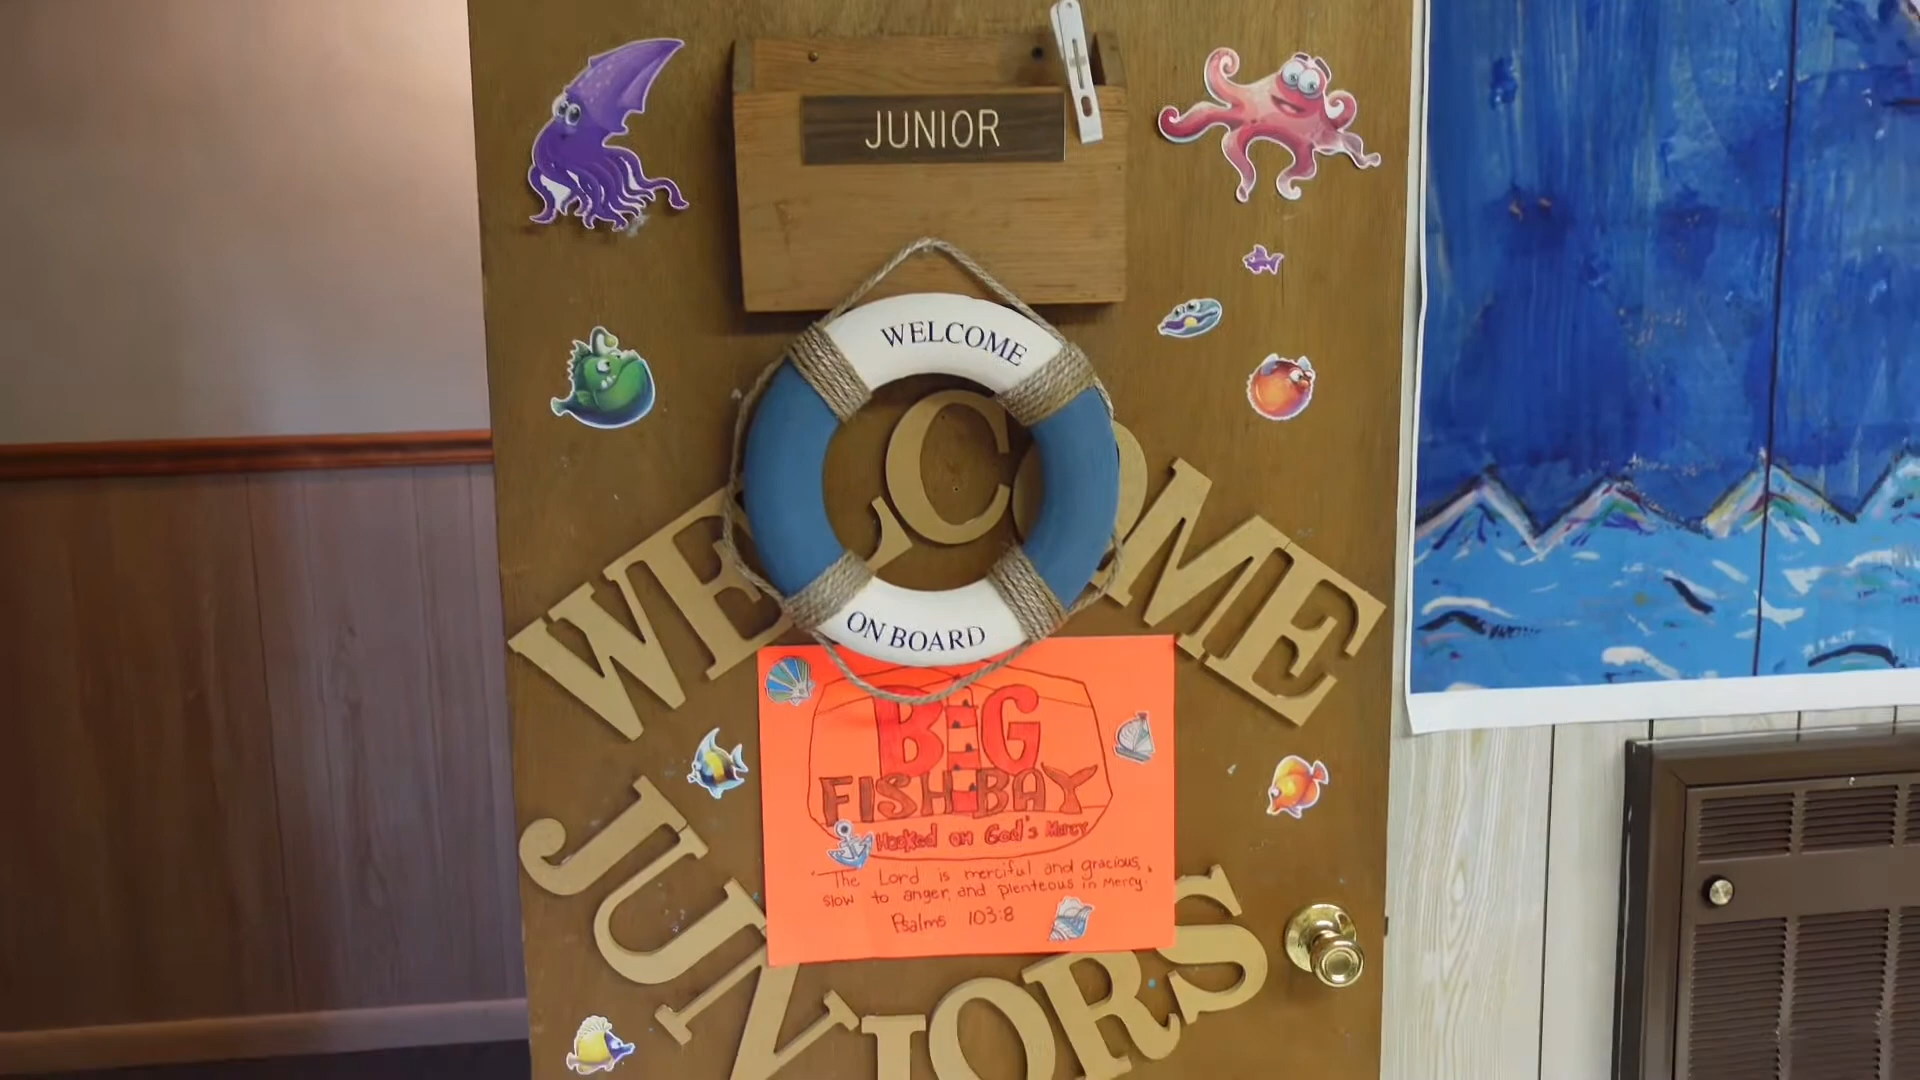 JUNIOR
WELCOME
ON BOARD
WELCOME
BIG
FISH BAY
Hooked on God's Mercy
"The Lord is merciful and gracious,
slow to anger, and plenteous in Mercy."
Psalms 103:8
JUNIORS